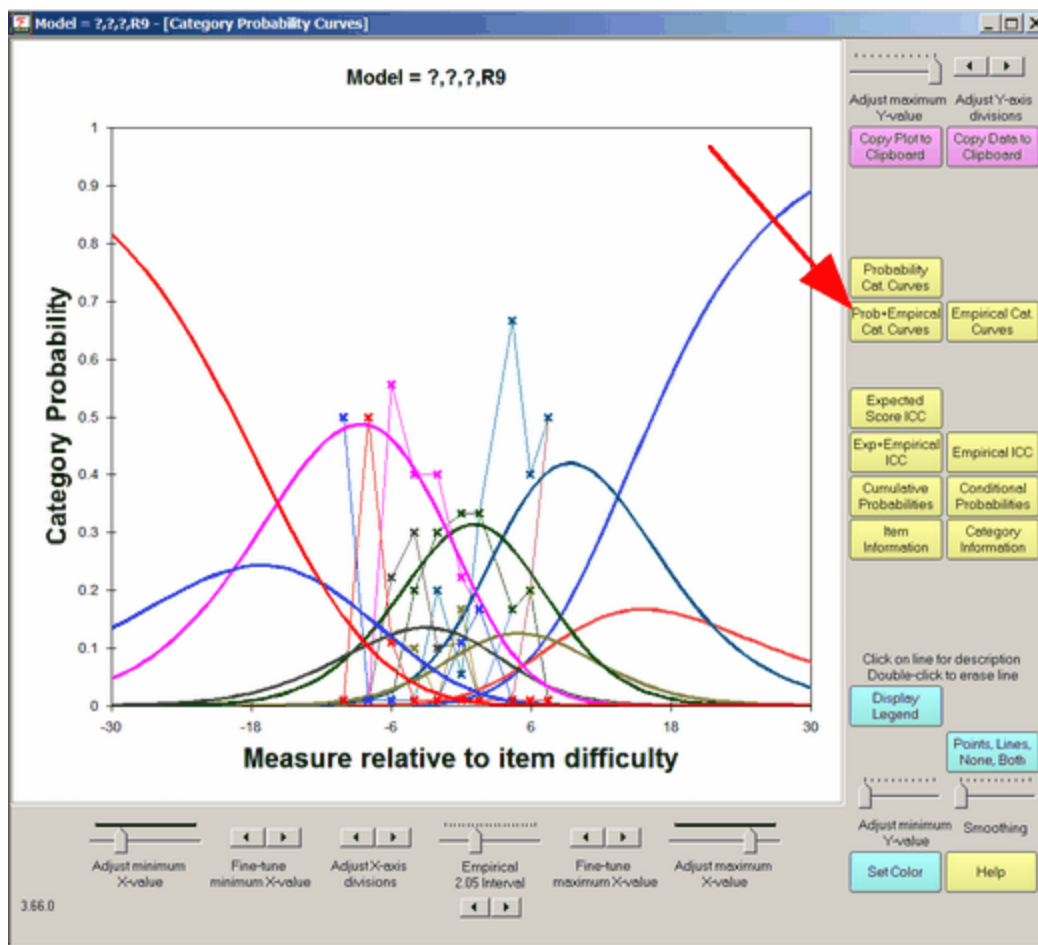 Model = ?,?,?,R9 - [Category Probability Curves]
Model = ?,?,?,R9
Adjust maximum
Y-value
Adjust Y-axis
divisions
Copy Plot to
Clipboard
Copy Data to
Clipboard
Probability
Cat. Curves
Prob+Empircal
Cat. Curves
Empirical Cat.
Curves
Expected
Score ICC
Exp+Empirical
ICC
Empirical ICC
Cumulative
Probabilities
Conditional
Probabilities
Item
Information
Category
Information
Click on line for description
Double-click to erase line
Display
Legend
Points, Lines,
None, Both
Adjust minimum
Y-value
Smoothing
Set Color
Help
Category Probability
1
0.9
0.8
0.7
0.6
0.5
0.4
0.3
0.2
0.1
0
-30
-18
-6
6
18
30
Measure relative to item difficulty
Adjust minimum
X-value
Fine-tune
minimum X-value
Adjust X-axis
divisions
Empirical
2.05 Interval
Fine-tune
maximum X-value
Adjust maximum
X-value
3.66.0